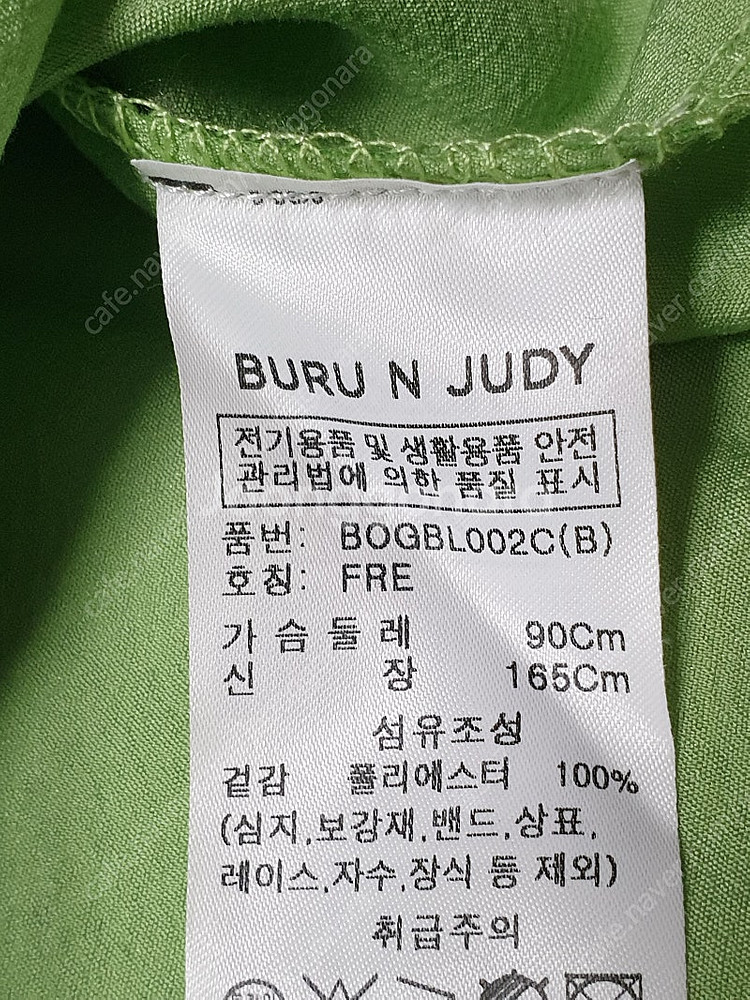 BURU N JUDY
전기용품 및 생활용품 안전
관리법에 의한 품질 표시
품번: BOGBL002C(B)
호칭: FRE
가슴둘레 90Cm
신장 165Cm
섬유조성
겉감 폴리에스터 100%
(심지,보강재,밴드,상표,
레이스,자수,장식 등 제외)
취급주의